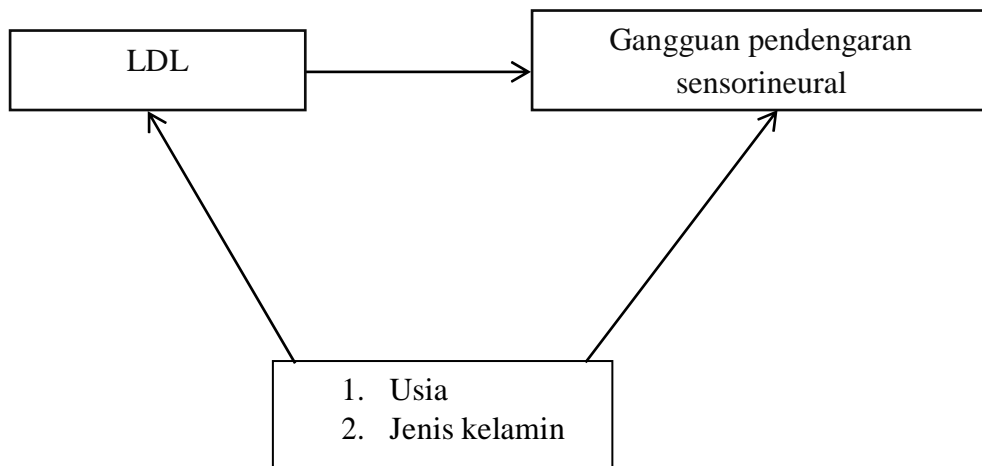 LDL
Gangguan pendengaran
sensorineural
1. Usia
2. Jenis kelamin